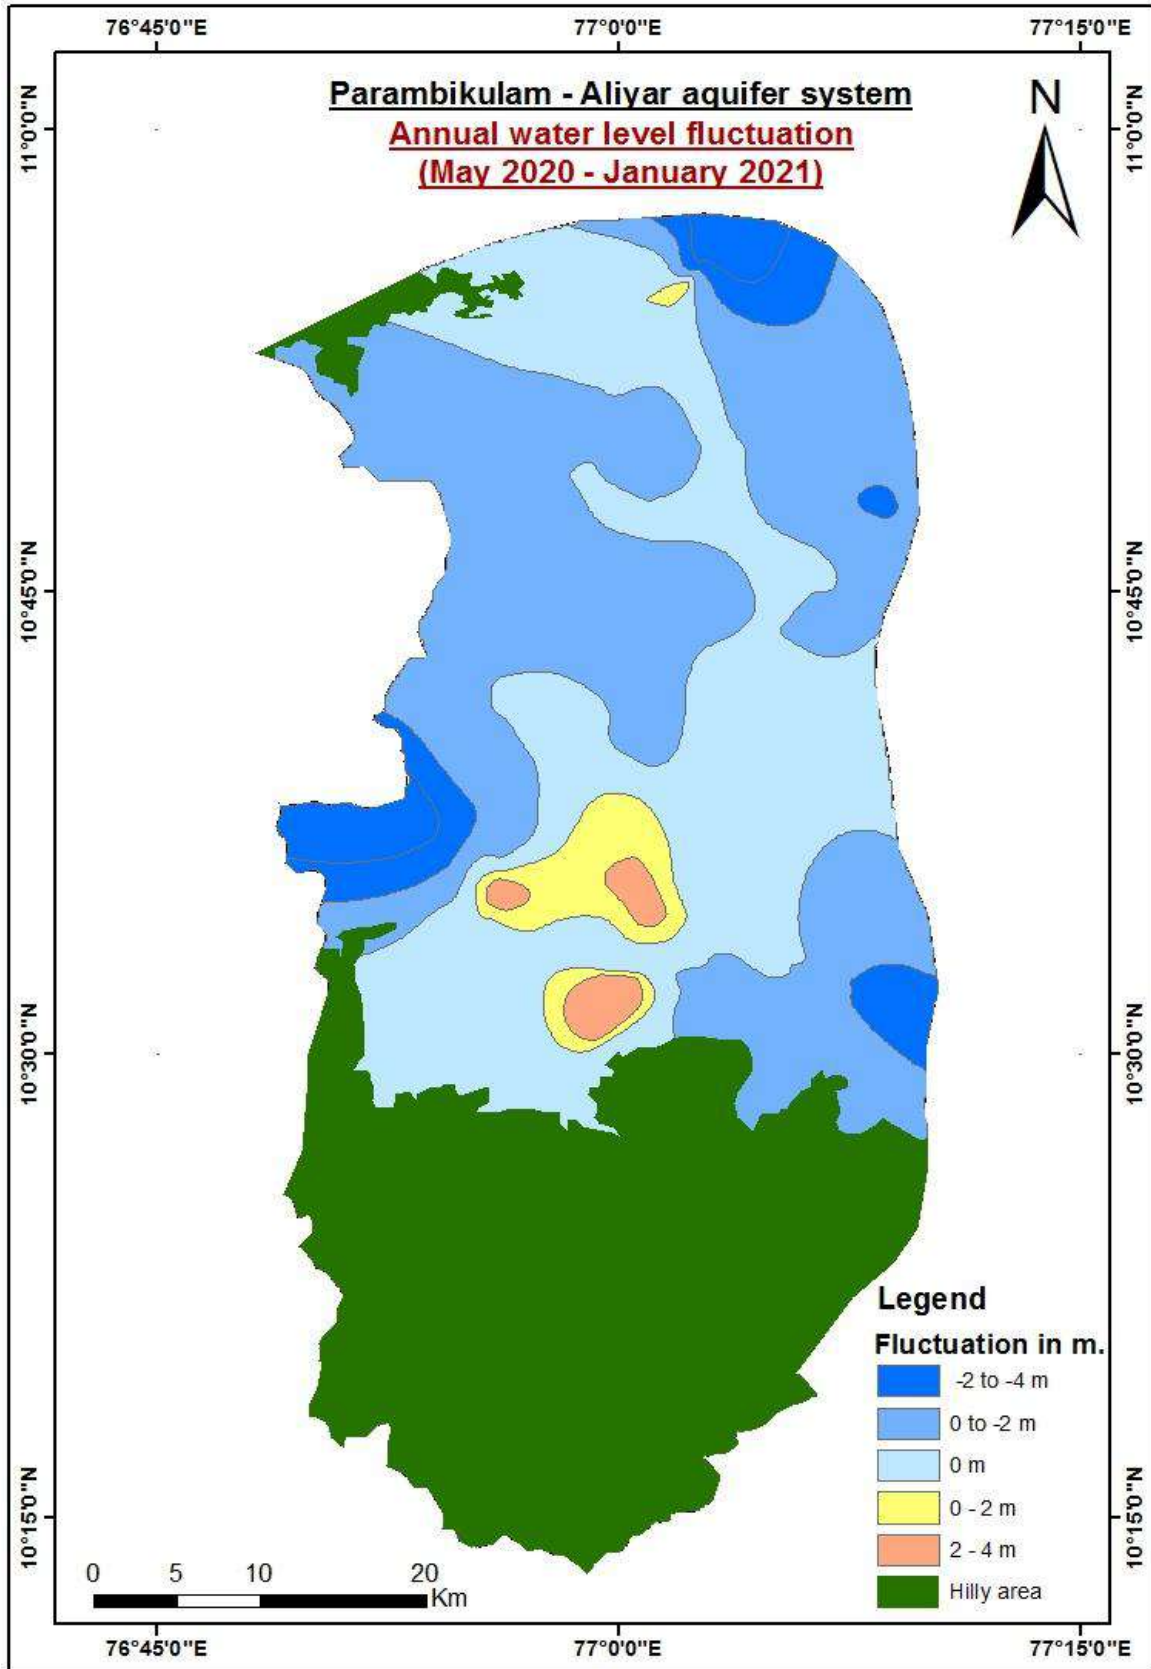 76°45'0"E 77°0'0"E 77°15'0"E
Parambikulam - Aliyar aquifer system
Annual water level fluctuation
(May 2020 - January 2021)
N
11°0'0"N 11°0'0"N
10°45'0"N 10°45'0"N
10°30'0"N 10°30'0"N
Legend
Fluctuation in m.
-2 to -4 m
0 to -2 m
0 m
0 - 2 m
2 - 4 m
Hilly area
10°15'0"N 10°15'0"N
0 5 10 20
Km
76°45'0"E 77°0'0"E 77°15'0"E